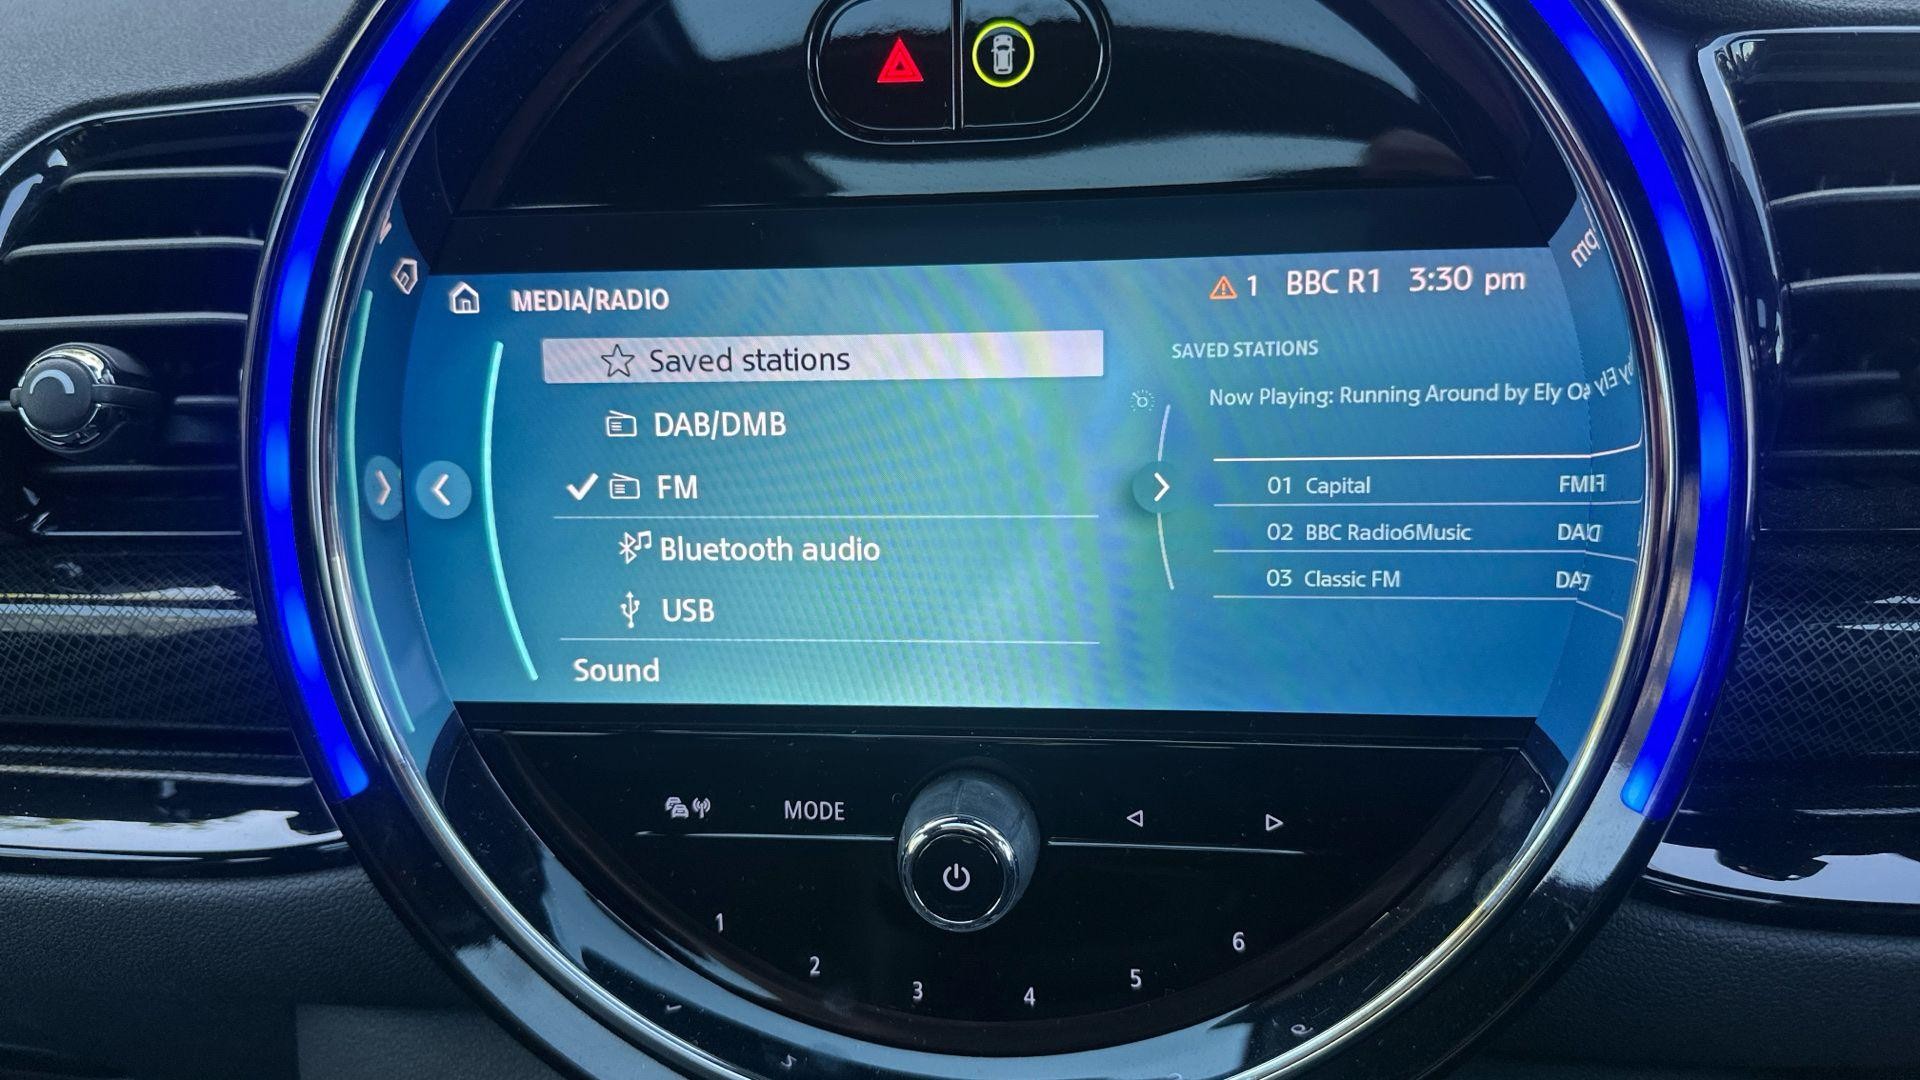 1 BBC R1 3:30 pm
MEDIA/RADIO
Saved stations
DAB/DMB
FM
Bluetooth audio
USB
Sound
SAVED STATIONS
Now Playing: Running Around by Ely
01 Capital FM
02 BBC Radio6Music
03 Classic FM
MODE
1
2
3
4
5
6